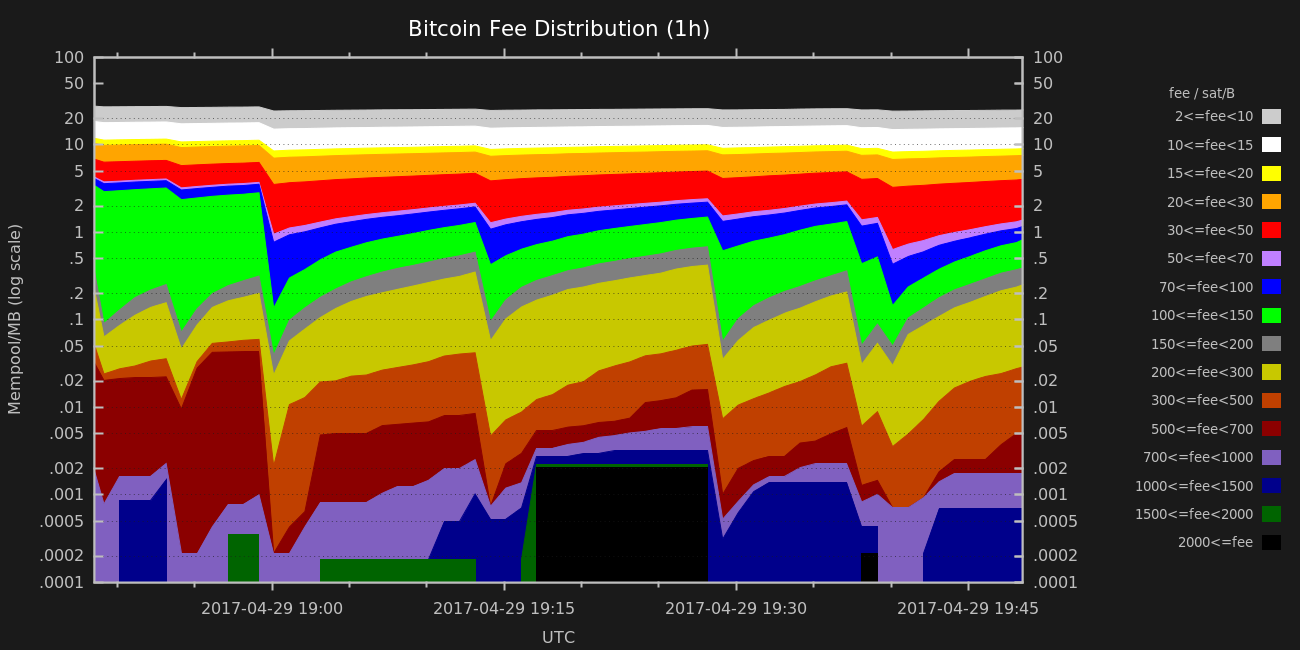 Bitcoin Fee Distribution (1h)
Mempool/MB (log scale)
100
50
20
10
5
2
1
.5
.2
.1
.05
.02
.01
.005
.002
.001
.0005
.0002
.0001
100
50
20
10
5
2
1
.5
.2
.1
.05
.02
.01
.005
.002
.001
.0005
.0002
.0001
2017-04-29 19:00
2017-04-29 19:15
2017-04-29 19:30
2017-04-29 19:45
UTC
fee / sat/B
2<=fee<10
10<=fee<15
15<=fee<20
20<=fee<30
30<=fee<50
50<=fee<70
70<=fee<100
100<=fee<150
150<=fee<200
200<=fee<300
300<=fee<500
500<=fee<700
700<=fee<1000
1000<=fee<1500
1500<=fee<2000
2000<=fee